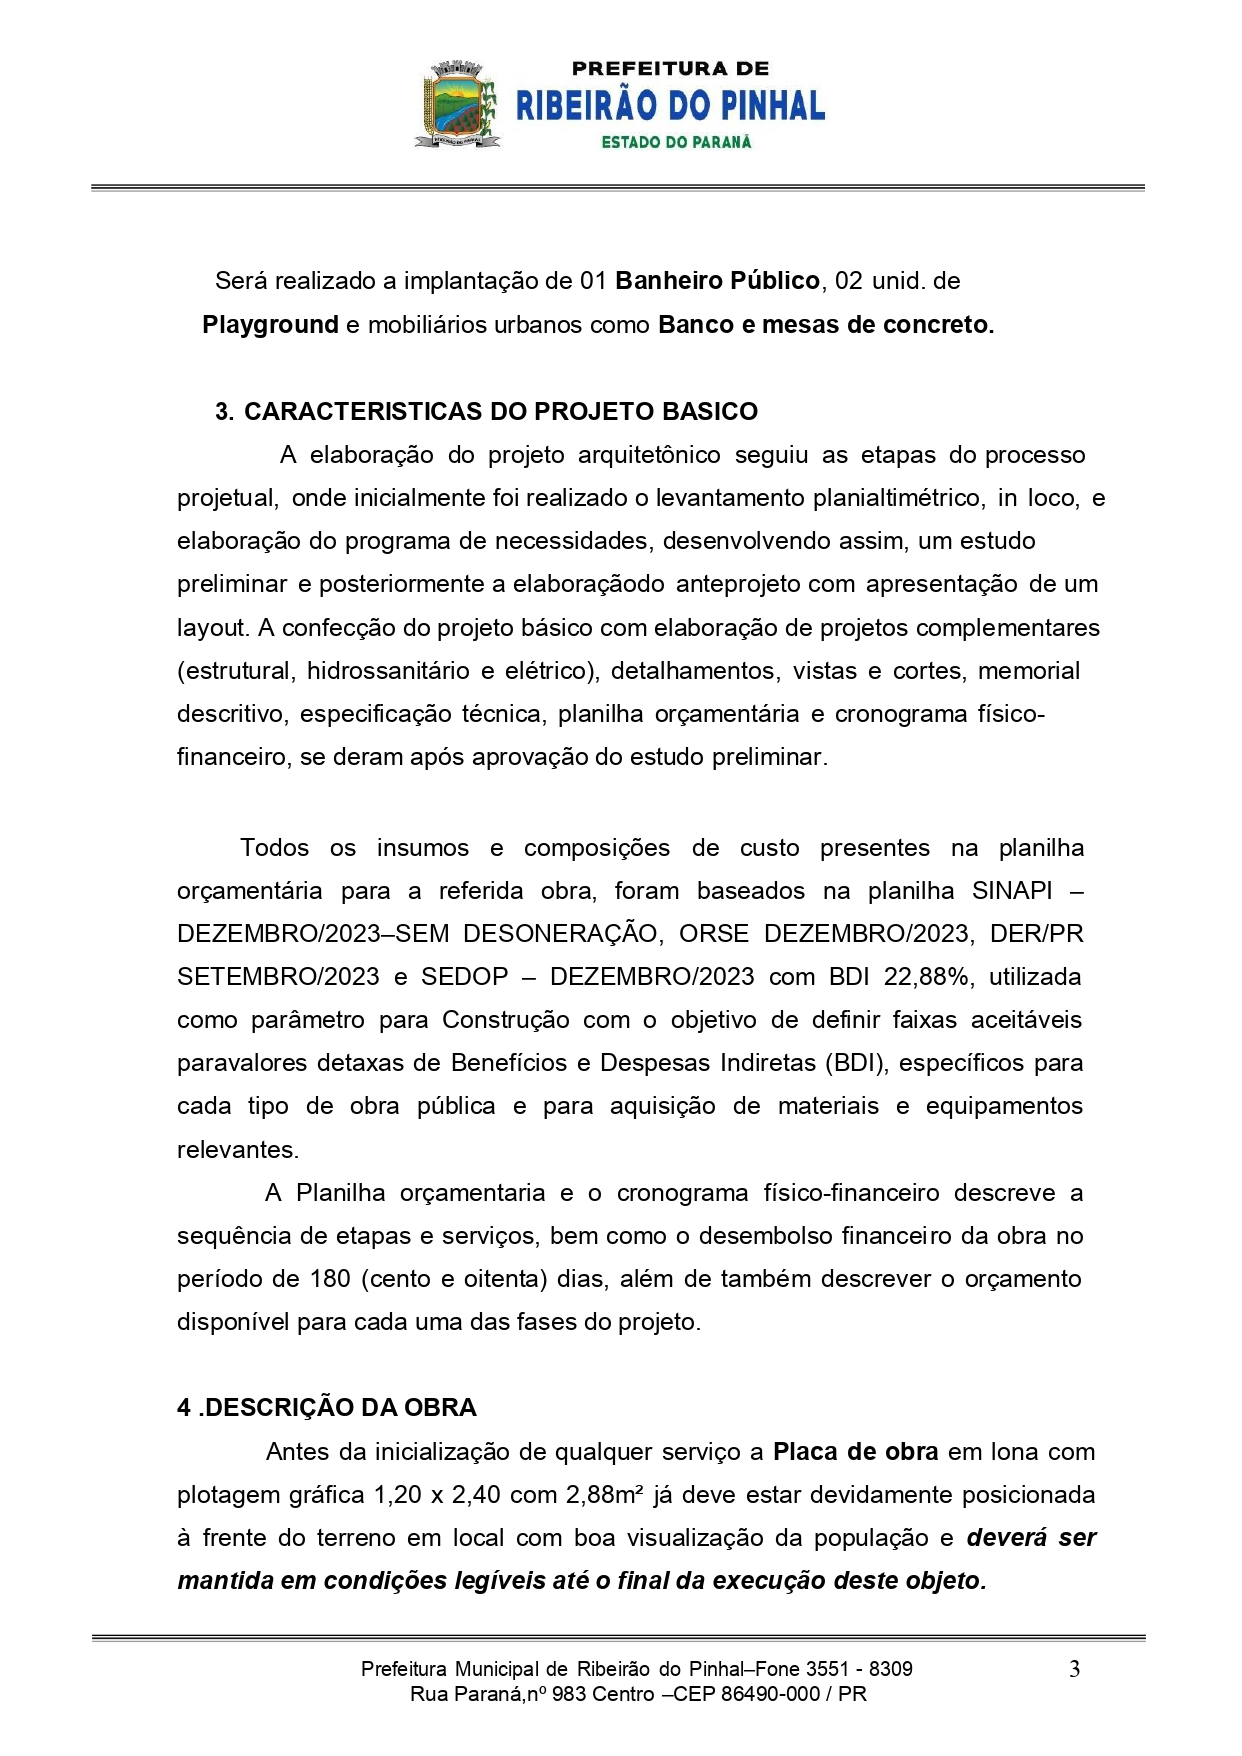 PREFEITURA DE
RIBEIRÃO DO PINHAL
ESTADO DO PARANÁ
RIBEIRÃO DO PINHAL
Será realizado a implantação de 01 Banheiro Público, 02 unid. de
Playground e mobiliários urbanos como Banco e mesas de concreto.
3. CARACTERISTICAS DO PROJETO BASICO
A elaboração do projeto arquitetônico seguiu as etapas do processo
projetual, onde inicialmente foi realizado o levantamento planialtimétrico, in loco, e
elaboração do programa de necessidades, desenvolvendo assim, um estudo
preliminar e posteriormente a elaboraçãodo anteprojeto com apresentação de um
layout. A confecção do projeto básico com elaboração de projetos complementares
(estrutural, hidrossanitário e elétrico), detalhamentos, vistas e cortes, memorial
descritivo, especificação técnica, planilha orçamentária e cronograma físico-
financeiro, se deram após aprovação do estudo preliminar.
Todos os insumos e composições de custo presentes na planilha
orçamentária para a referida obra, foram baseados na planilha SINAPI –
DEZEMBRO/2023–SEM DESONERAÇÃO, ORSE DEZEMBRO/2023, DER/PR
SETEMBRO/2023 e SEDOP – DEZEMBRO/2023 com BDI 22,88%, utilizada
como parâmetro para Construção com o objetivo de definir faixas aceitáveis
paravalores detaxas de Benefícios e Despesas Indiretas (BDI), específicos para
cada tipo de obra pública e para aquisição de materiais e equipamentos
relevantes.
A Planilha orçamentaria e o cronograma físico-financeiro descreve a
sequência de etapas e serviços, bem como o desembolso financeiro da obra no
período de 180 (cento e oitenta) dias, além de também descrever o orçamento
disponível para cada uma das fases do projeto.
4 .DESCRIÇÃO DA OBRA
Antes da inicialização de qualquer serviço a Placa de obra em lona com
plotagem gráfica 1,20 x 2,40 com 2,88m² já deve estar devidamente posicionada
à frente do terreno em local com boa visualização da população e deverá ser
mantida em condições legíveis até o final da execução deste objeto.
Prefeitura Municipal de Ribeirão do Pinhal–Fone 3551 - 8309
3
Rua Paraná,nº 983 Centro –CEP 86490-000 / PR